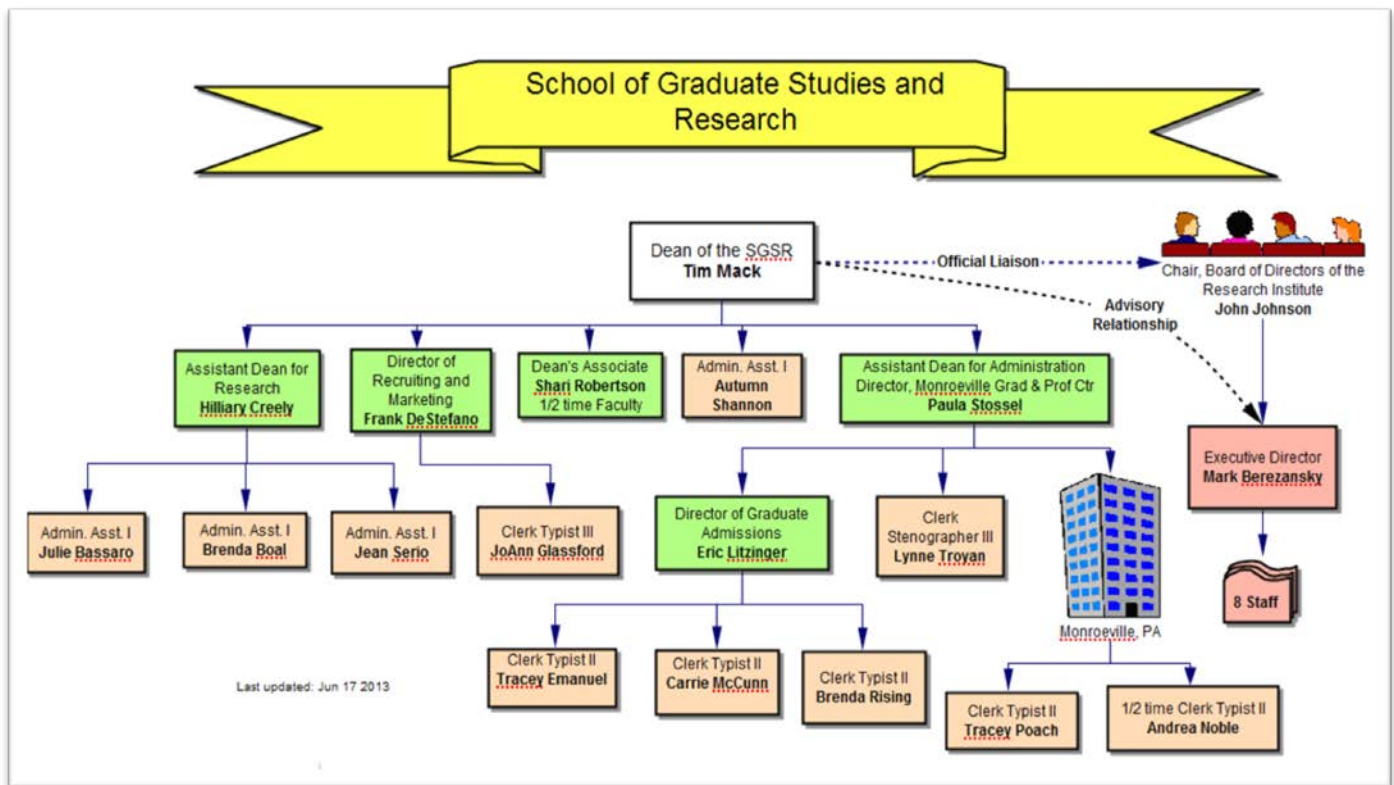 School of Graduate Studies and
Research
Dean of the SGSR
Tim Mack
Official Liaison
Chair, Board of Directors of the
Research Institute
John Johnson
Advisory
Relationship
Assistant Dean for
Research
Hilliary Creely
Director of
Recruiting and
Marketing
Frank DeStefano
Dean's Associate
Shari Robertson
1/2 time Faculty
Admin. Asst. I
Autumn
Shannon
Assistant Dean for Administration
Director, Monroeville Grad & Prof Ctr
Paula Stossel
Executive Director
Mark Berezansky
8 Staff
Admin. Asst. I
Julie Bassaro
Admin. Asst. I
Brenda Boal
Admin. Asst. I
Jean Serio
Clerk Typist III
JoAnn Glassford
Director of Graduate
Admissions
Eric Litzinger
Clerk
Stenographer III
Lynne Troyan
Monroeville, PA
Clerk Typist II
Tracey Emanuel
Clerk Typist II
Carrie McCunn
Clerk Typist II
Brenda Rising
Clerk Typist II
Tracey Poach
1/2 time Clerk Typist II
Andrea Noble
Last updated: Jun 17 2013